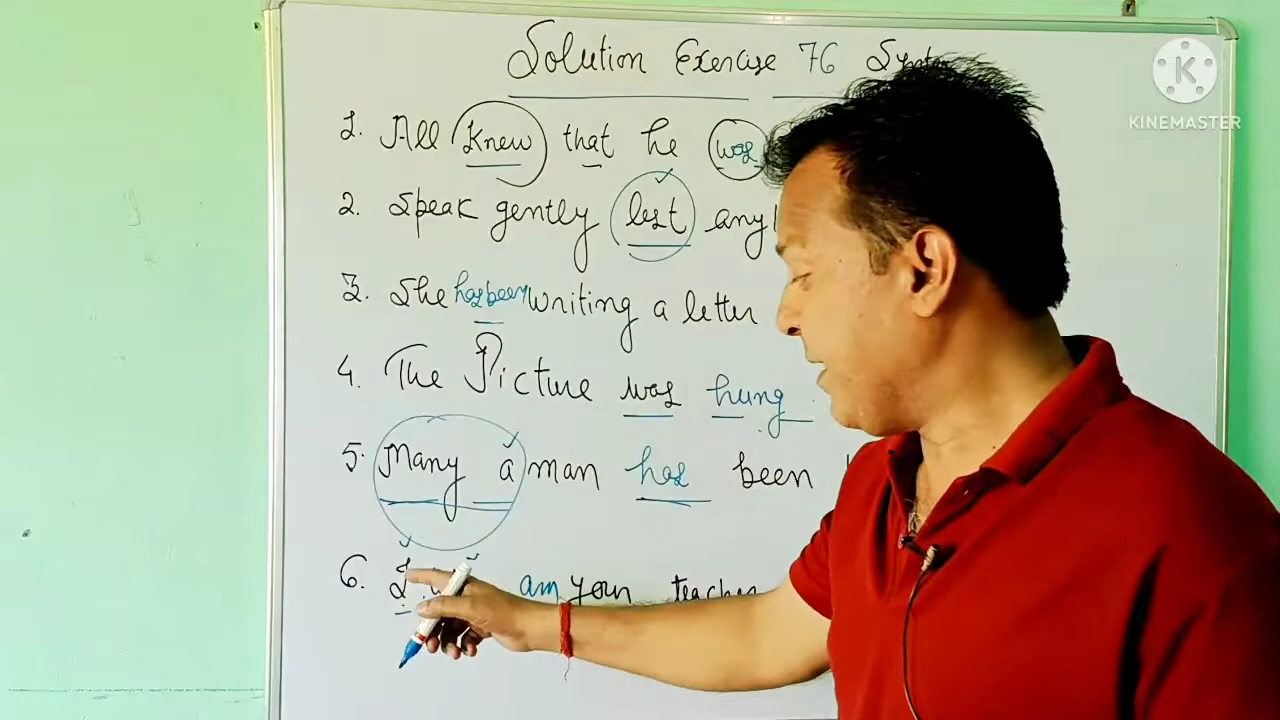 Solution Exercise 76
KINEMASTER
1. All knew that he was
2. Speak gently lest
3. She has been writing a letter
4. The Picture was hung
5. Many a man has been
6. I am your teacher